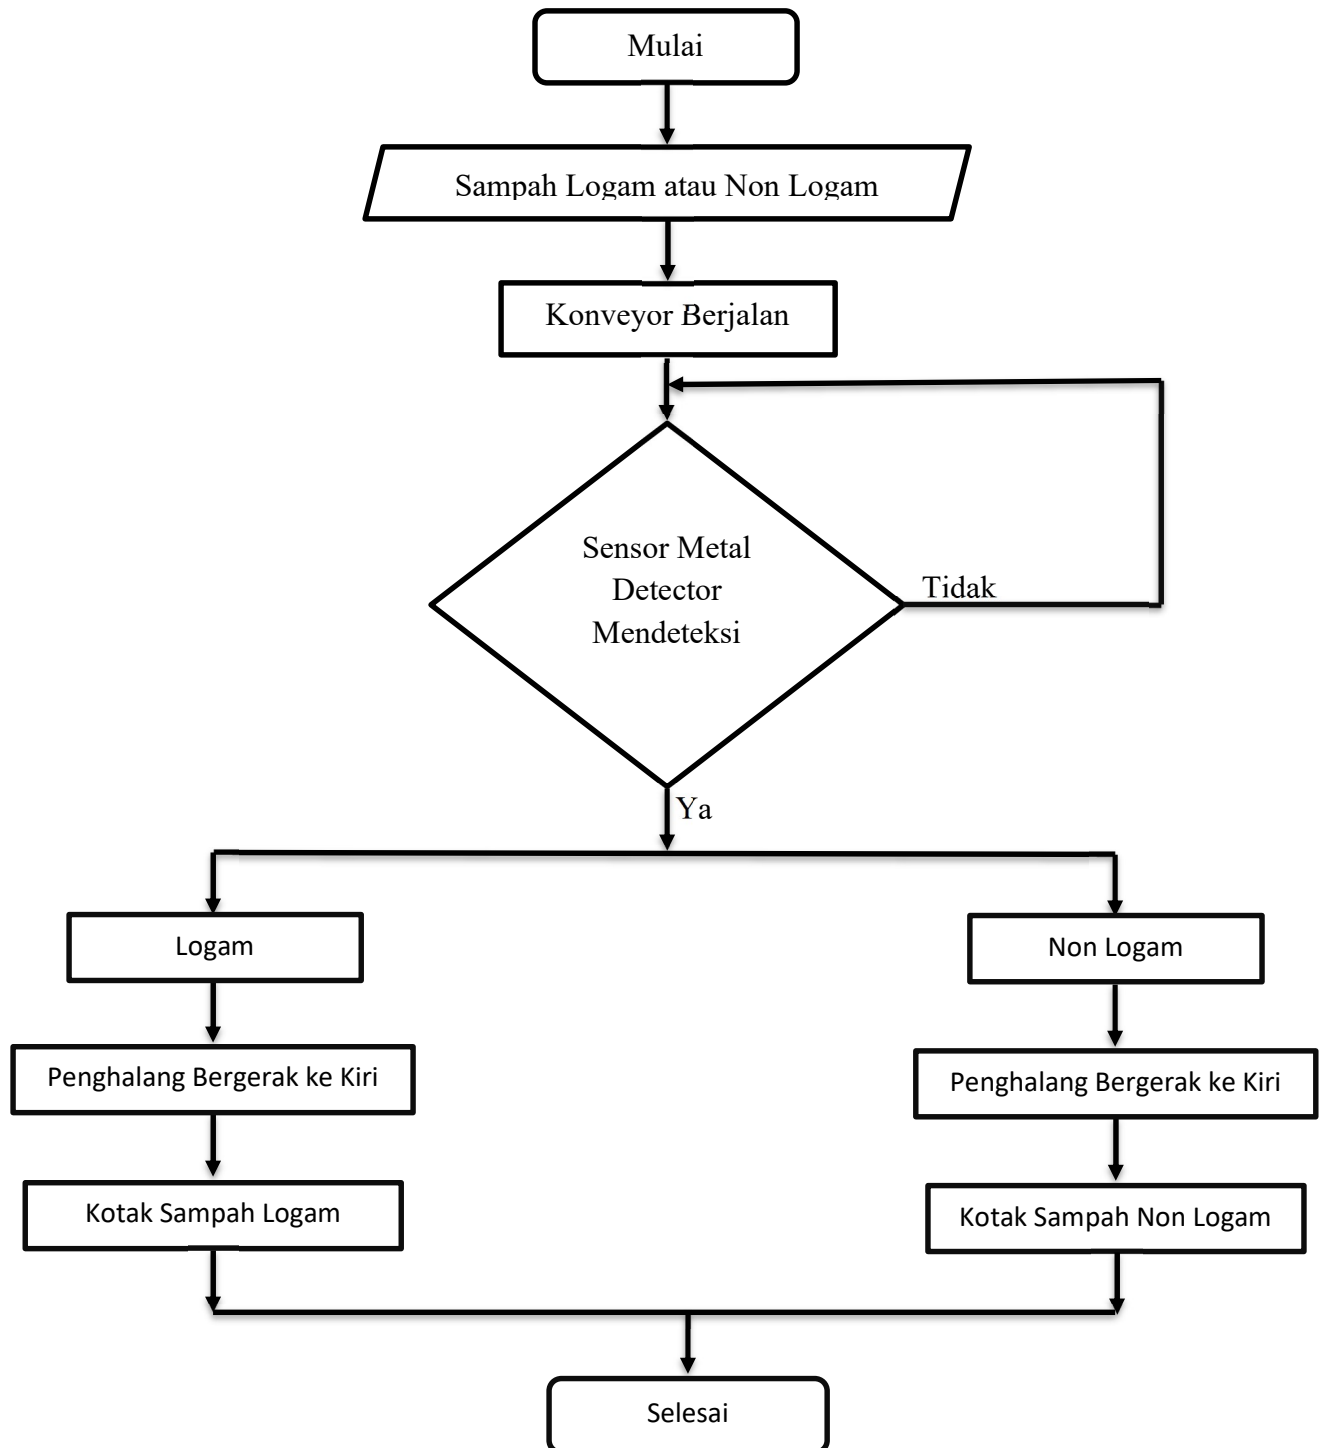 Mulai
Sampah Logam atau Non Logam
Konveyor Berjalan
Sensor Metal
Detector
Mendeteksi
Tidak
Ya
Logam
Non Logam
Penghalang Bergerak ke Kiri
Penghalang Bergerak ke Kiri
Kotak Sampah Logam
Kotak Sampah Non Logam
Selesai